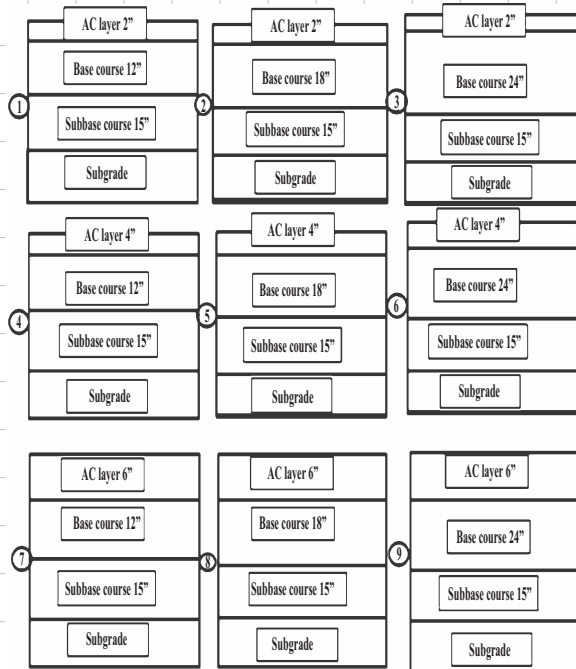 AC layer 2”
Base course 12”
1
Subbase course 15”
Subgrade
AC layer 2”
Base course 18”
2
Subbase course 15”
Subgrade
AC layer 2”
Base course 24”
3
Subbase course 15”
Subgrade
AC layer 4”
Base course 12”
4
Subbase course 15”
Subgrade
AC layer 4”
Base course 18”
5
Subbase course 15”
Subgrade
AC layer 4”
Base course 24”
6
Subbase course 15”
Subgrade
AC layer 6”
Base course 12”
7
Subbase course 15”
Subgrade
AC layer 6”
Base course 18”
8
Subbase course 15”
Subgrade
AC layer 6”
Base course 24”
9
Subbase course 15”
Subgrade